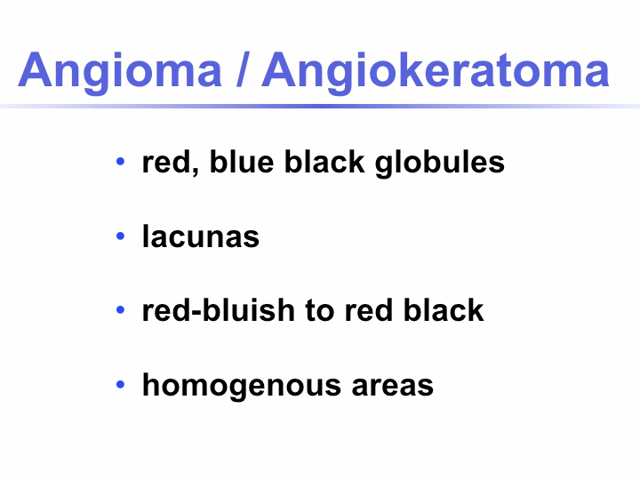 Angioma / Angiokeratoma
• red, blue black globules
• lacunas
• red-bluish to red black
• homogenous areas